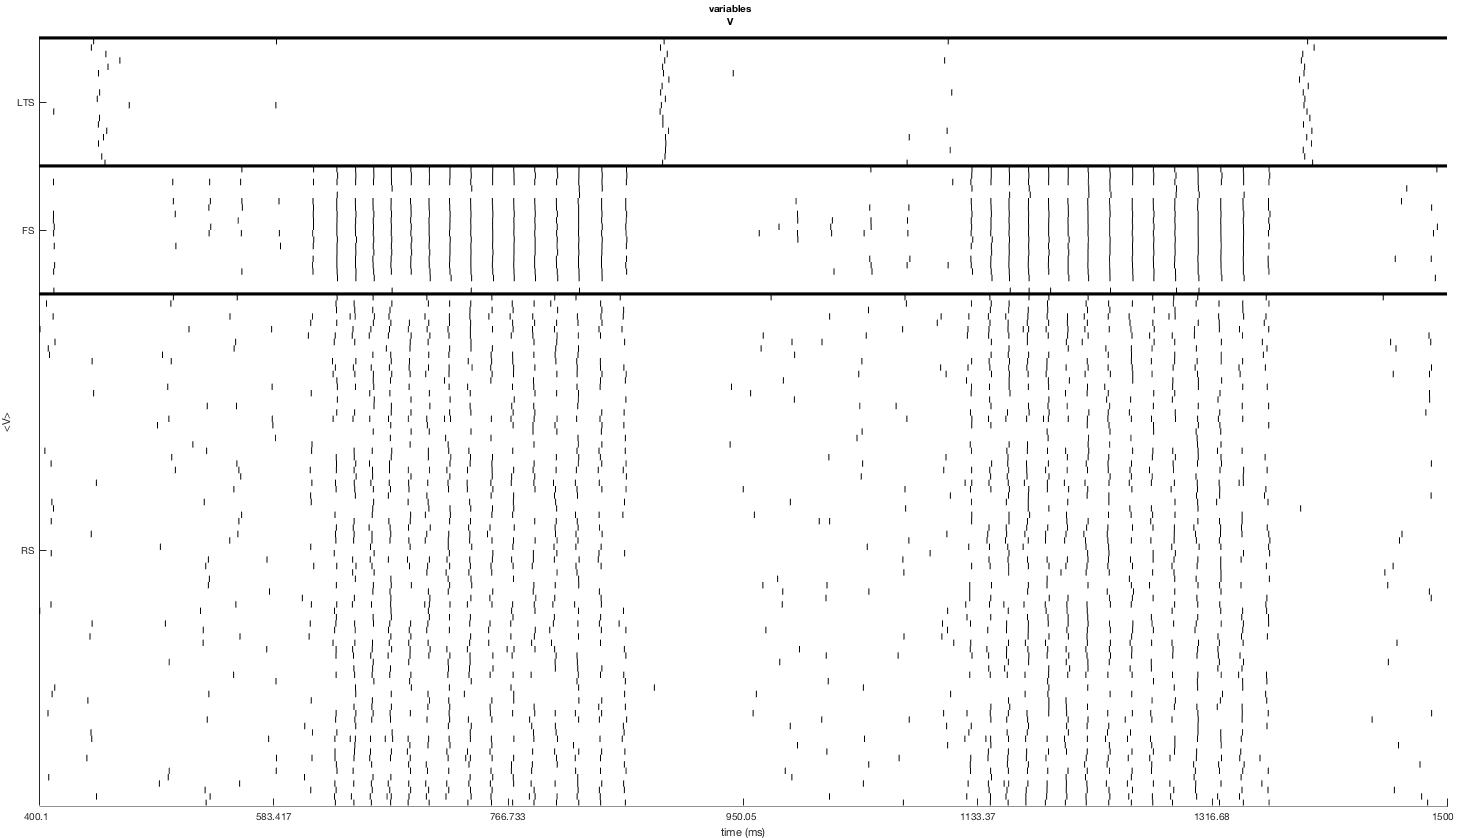 variables
V
LTS
FS
RS
<V>
400.1
583.417
766.733
950.05
1133.37
1316.68
1500
time (ms)